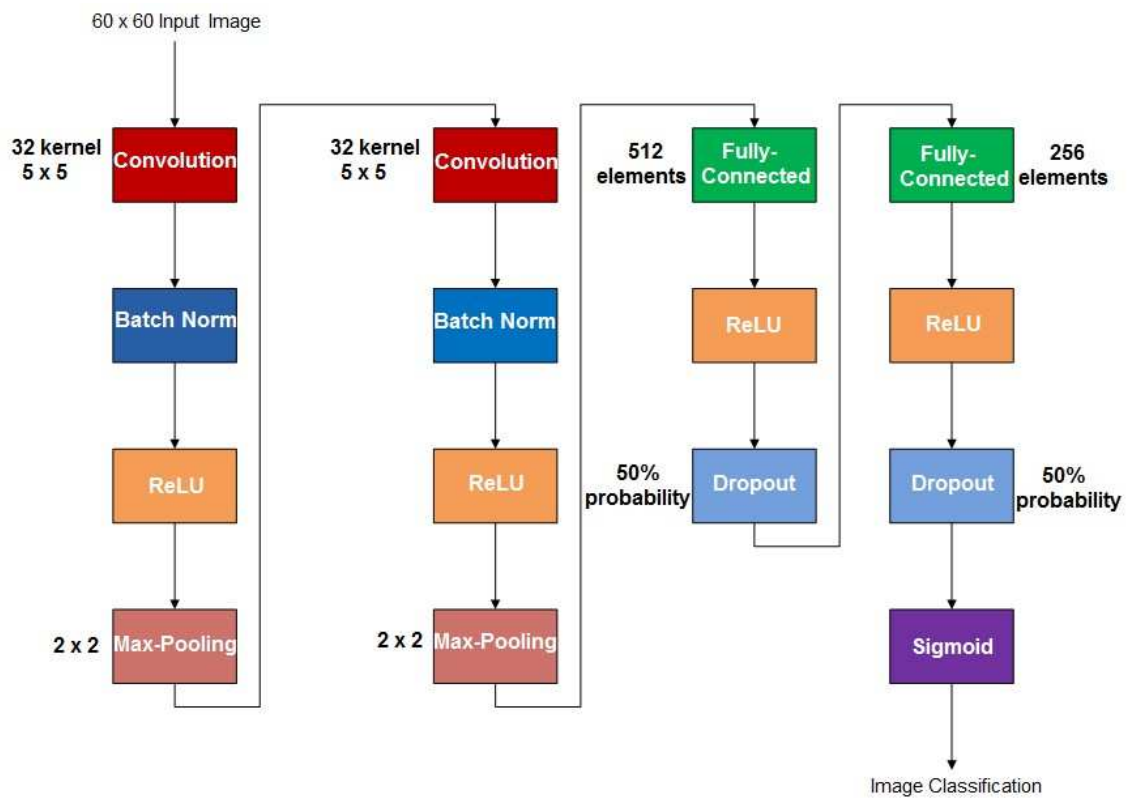 60 x 60 Input Image
32 kernel
5 x 5
Convolution
Batch Norm
ReLU
2 x 2
Max-Pooling
32 kernel
5 x 5
Convolution
Batch Norm
ReLU
2 x 2
Max-Pooling
512
elements
Fully-
Connected
ReLU
50%
probability
Dropout
Fully-
Connected
256
elements
ReLU
Dropout
50%
probability
Sigmoid
Image Classification